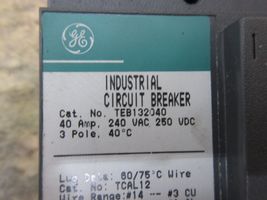 GE
INDUSTRIAL
CIRCUIT BREAKER
Cat. No. TEB132040
40 Amp, 240 VAC 250 VDC
3 Pole, 40°C
Lug Data: 60/75°C Wire
Cat. No: TCAL12
Wire Range: #14 -- #3 CU